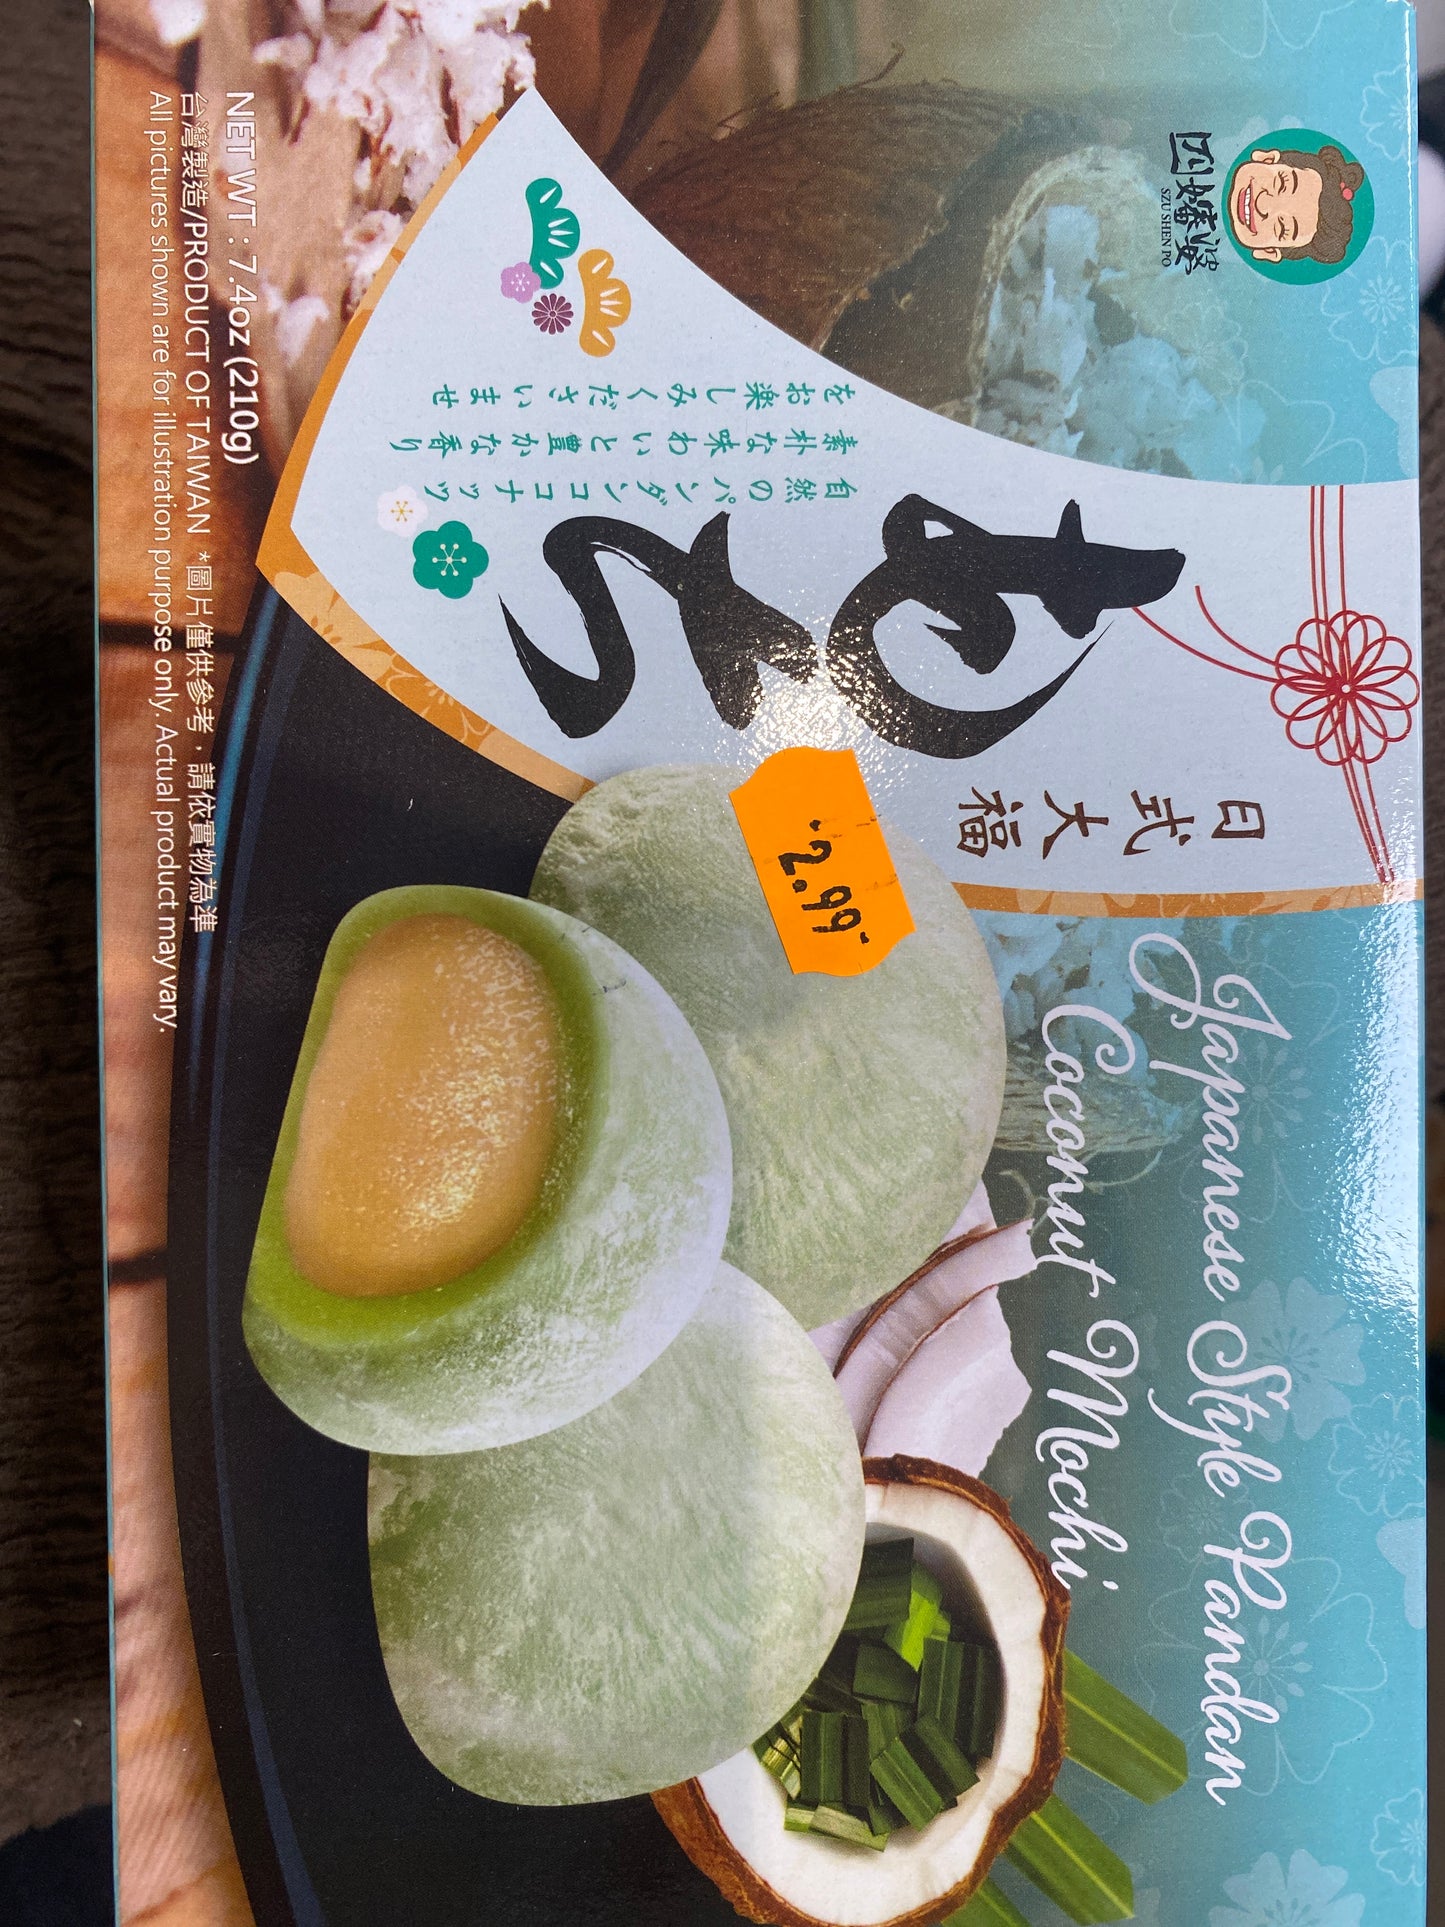 四嬸婆
SZU SHEN PO
もち
日式大福
自然のパンダンココナッツ
素朴な味わいと豊かな香り
をお楽しみくださいませ
Japanese Style Pandan
Coconut Mochi
2.99
NET WT : 7.4oz (210g)
台灣製造/PRODUCT OF TAIWAN *圖片僅供參考，請依實物為準
All pictures shown are for illustration purpose only. Actual product may vary.